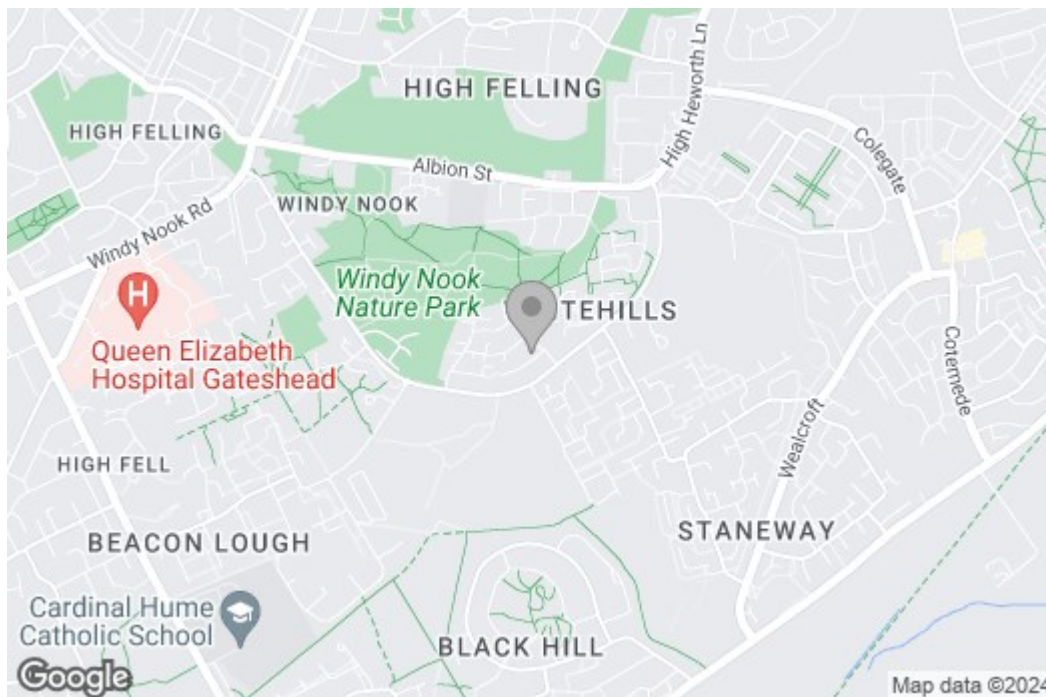 HIGH FELLING
High Heworth Ln
HIGH FELLING
Colegate
Albion St
WINDY NOOK
Windy Nook Rd
Windy Nook
Nature Park
TEHILLS
H
Queen Elizabeth
Hospital Gateshead
Cotemede
Wealcroft
HIGH FELL
STANEWAY
BEACON LOUGH
Cardinal Hume
Catholic School
BLACK HILL
Google
Map data ©2024